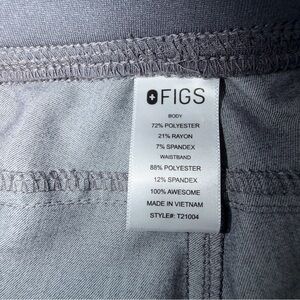 FIGS
BODY
72% POLYESTER
21% RAYON
7% SPANDEX
WAISTBAND
88% POLYESTER
12% SPANDEX
100% AWESOME
MADE IN VIETNAM
STYLE#: T21004